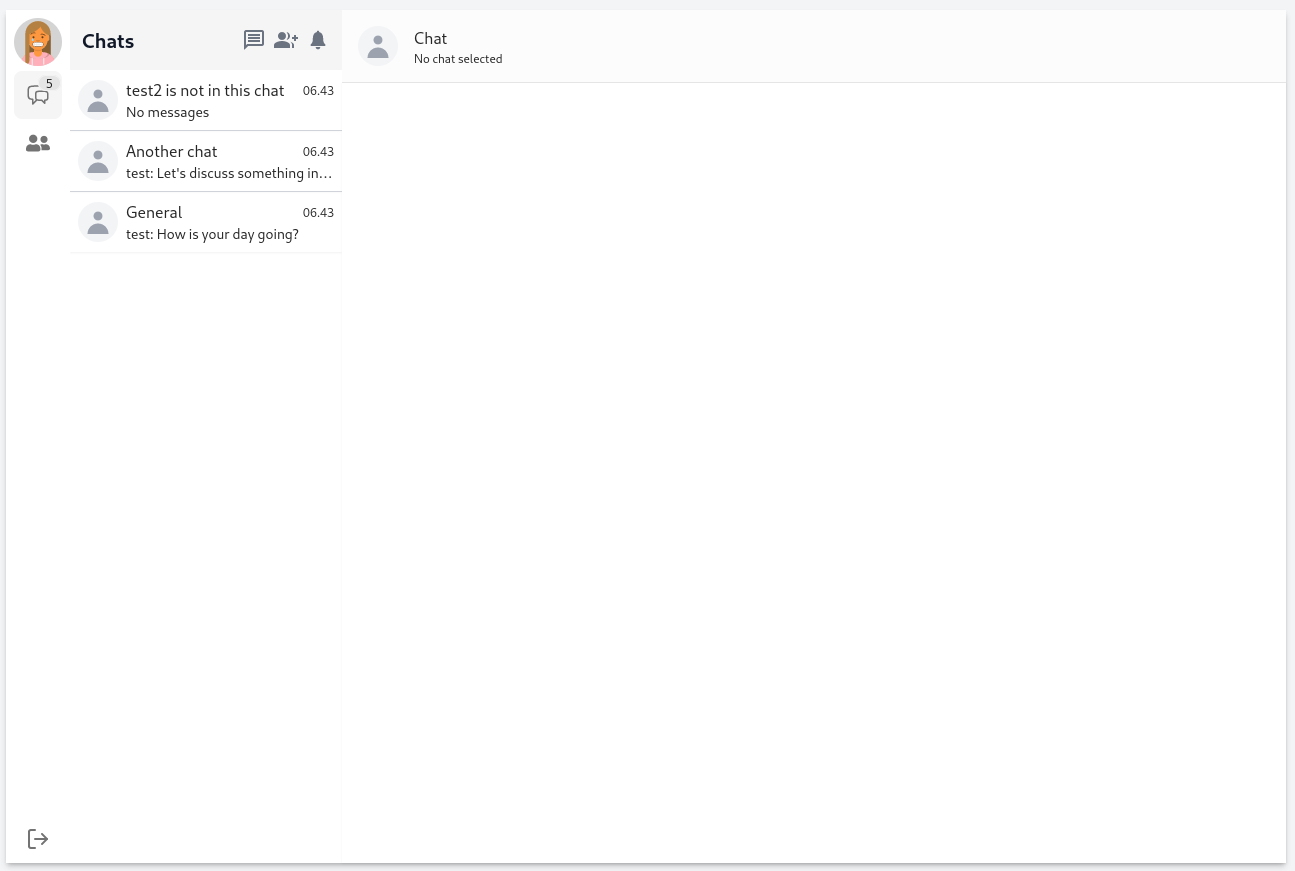 Chats
5
test2 is not in this chat 06.43
No messages
Another chat 06.43
test: Let's discuss something in...
General 06.43
test: How is your day going?
Chat
No chat selected